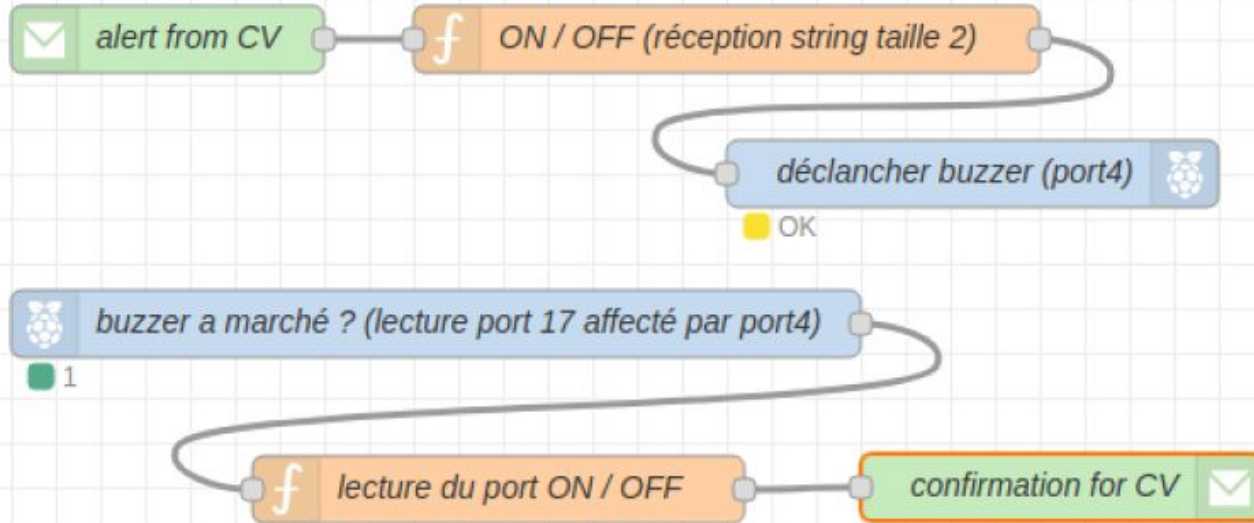 alert from CV
ON / OFF (réception string taille 2)
déclancher buzzer (port4)
OK
buzzer a marché ? (lecture port 17 affecté par port4)
1
lecture du port ON / OFF
confirmation for CV